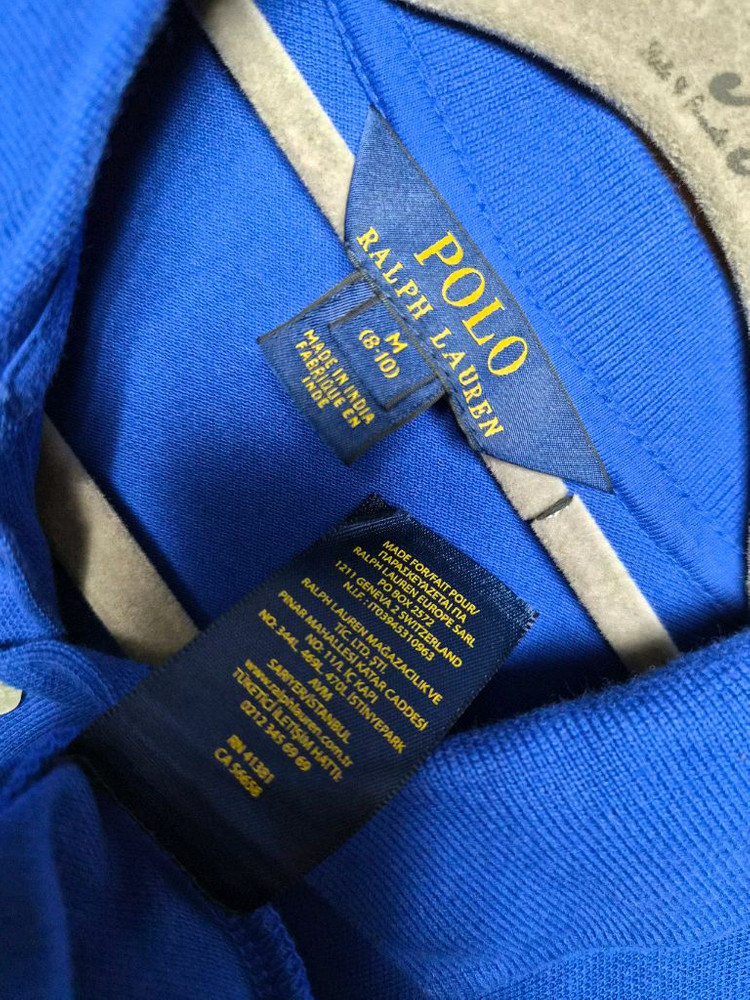 POLO
RALPH LAUREN
M
(8-10)
MADE IN INDIA
FABRIQUE EN
INDE
MADE FOR/FAIT POUR/
ΠΑΡΑΣΚΕΥΑΖΕΤΑΙ ΓΙΑ
RALPH LAUREN EUROPE SARL
PO BOX 2572
1211 GENEVA 2 SWITZERLAND
N.I.F. : IT03945310963
RALPH LAUREN MAĞAZACILIK VE
TİC. LTD. ŞTİ.
PINAR MAHALLESİ KATAR CADDESİ
NO: 11/1, İÇ KAPI
NO: 344L, 469L, 470L İSTİNYEPARK
AVM
SARIYER/İSTANBUL
www.ralphlauren.com.tr
TÜKETİCİ İLETİŞİM HATTI:
0212 345 69 69
RN 41381
CA 56658